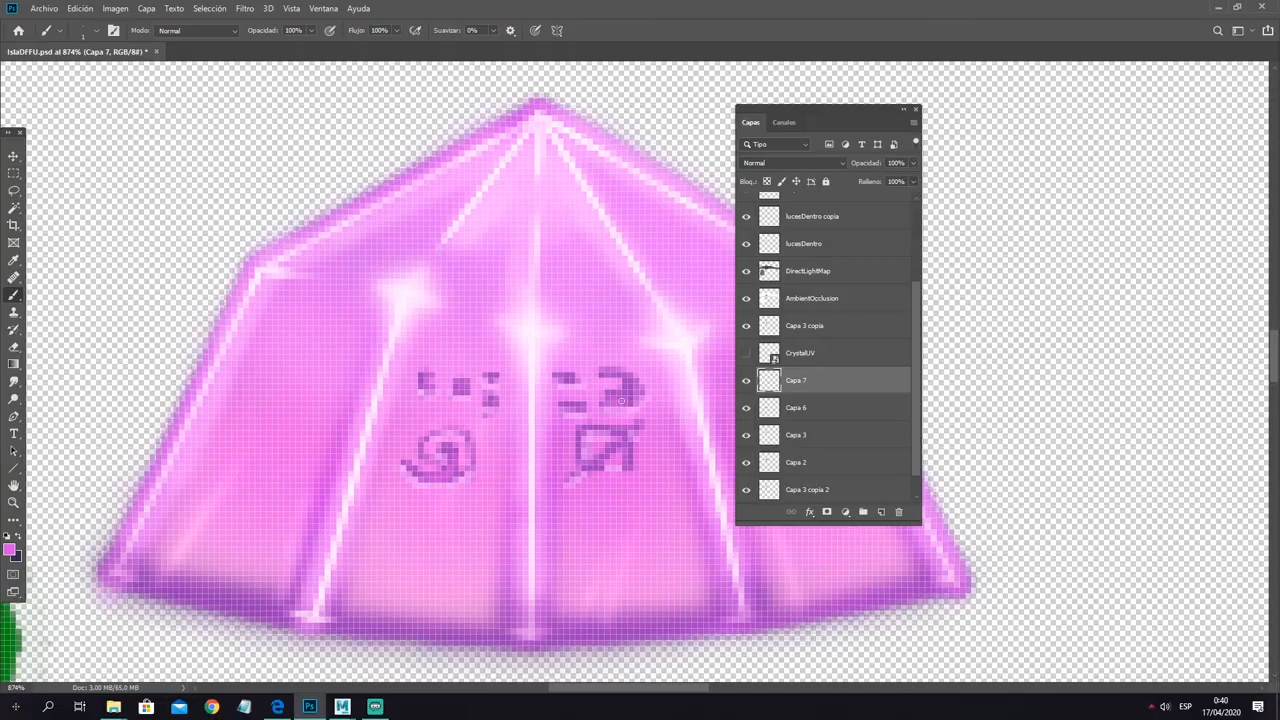 Archivo Edición Imagen Capa Texto Selección Filtro 3D Vista Ventana Ayuda
1 Modo: Normal Opacidad: 100% Flujo: 100% Suavizar: 0%
IslaDFFU.psd al 874% (Capa 7, RGB/8#) *
Capas Canales
Tipo
Normal Opacidad: 100%
Bloq.: Relleno: 100%
lucesDentro copia
lucesDentro
DirectLightMap
AmbientOcclusion
Capa 3 copia
CrystalUV
Capa 7
Capa 6
Capa 3
Capa 2
Capa 3 copia 2
874% Doc: 3,00 MB/65,0 MB
ESP 0:40
17/04/2020